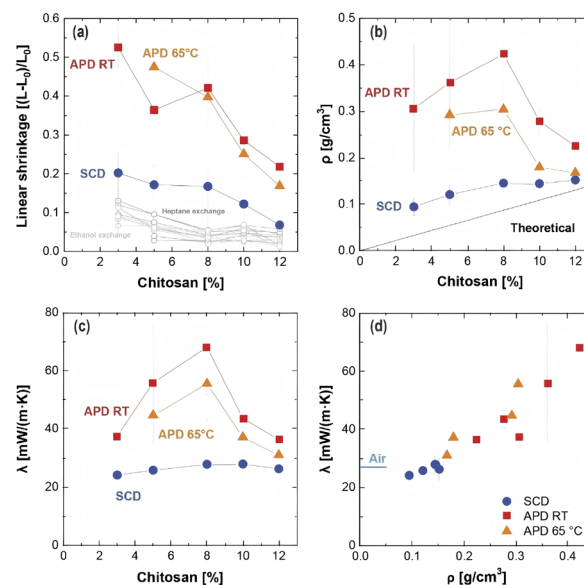 (a)
APD 65°C
APD RT
SCD
Heptane exchange
Ethanol exchange
Linear shrinkage [(L-L₀)/L₀]
0.6
0.5
0.4
0.3
0.2
0.1
0.0
0 2 4 6 8 10 12
Chitosan [%]
(b)
APD RT
APD 65 °C
SCD
Theoretical
ρ [g/cm³]
0.5
0.4
0.3
0.2
0.1
0.0
0 2 4 6 8 10 12
Chitosan [%]
(c)
APD RT
APD 65°C
SCD
λ [mW/(m·K)]
80
60
40
20
0
0 2 4 6 8 10 12
Chitosan [%]
(d)
Air
SCD
APD RT
APD 65 °C
λ [mW/(m·K)]
80
60
40
20
0
0.0 0.1 0.2 0.3 0.4
ρ [g/cm³]